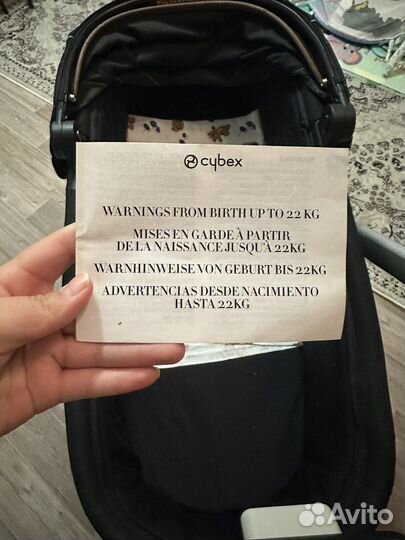 cybex
WARNINGS FROM BIRTH UP TO 22 KG
MISES EN GARDE À PARTIR
DE LA NAISSANCE JUSQU'À 22KG
WARNHINWEISE VON GEBURT BIS 22KG
ADVERTENCIAS DESDE NACIMIENTO
HASTA 22KG
Avito